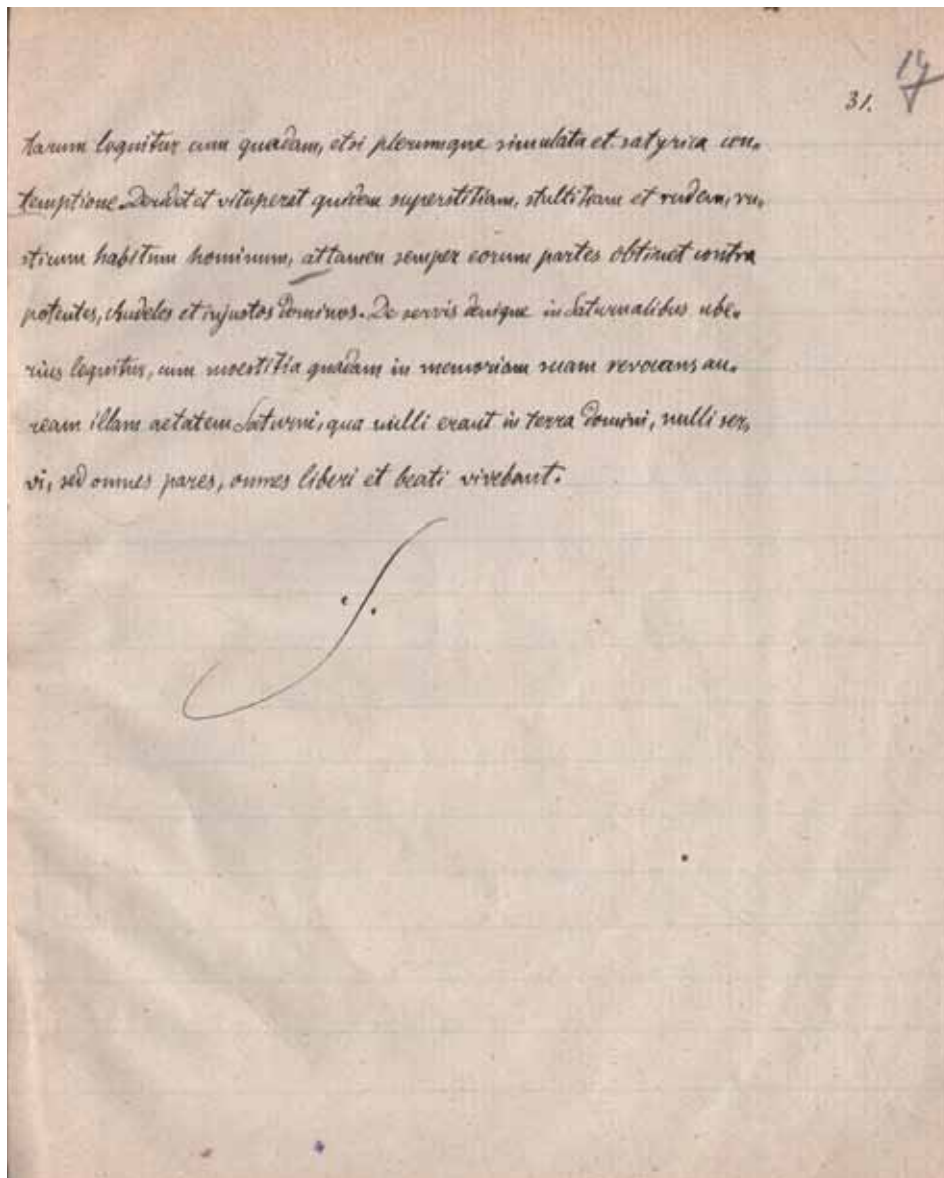 31.
tarum loquitur cum quadam, etsi plerumque simulata et satyrica con-
temptione. Deridet et vituperat quidem superstitiam, stultitiam et rudem, ru-
sticum habitum hominum, attamen semper eorum partes obtinet contra
potentes, crudeles et injustos dominos. De servis denique in Saturnalibus ube-
rius loquitur, cum moestitia quadam in memoriam suam revocans au-
ream illam aetatem Saturni, qua nulli erant in terra domini, nulli ser-
vi, sed omnes pares, omnes liberi et beati vivebant.